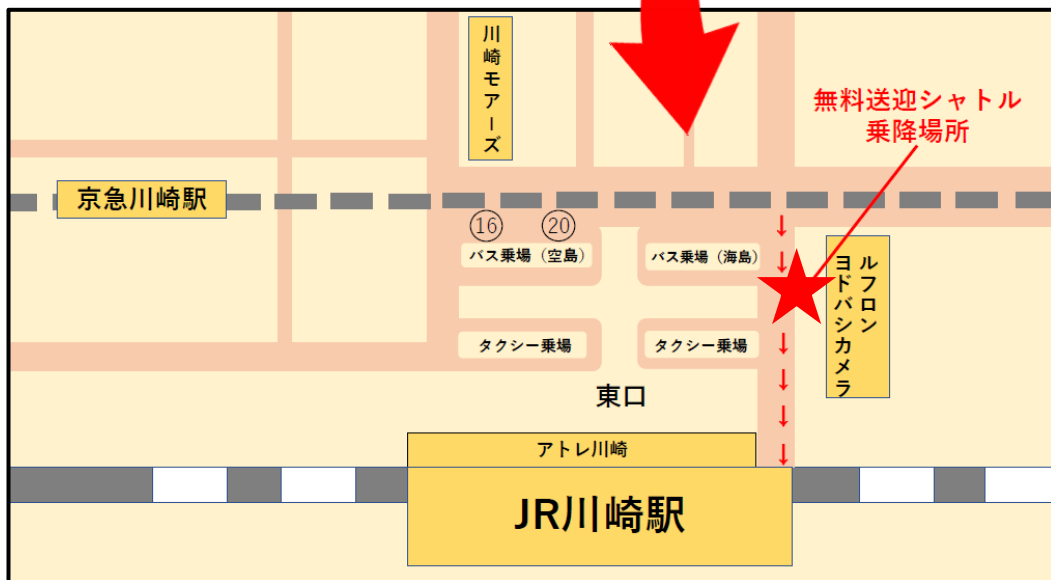 川崎モアーズ
無料送迎シャトル
乗降場所
京急川崎駅
⑯
⑳
バス乗場（空島）
バス乗場（海島）
ルフロン
ヨドバシカメラ
タクシー乗場
タクシー乗場
東口
アトレ川崎
JR川崎駅